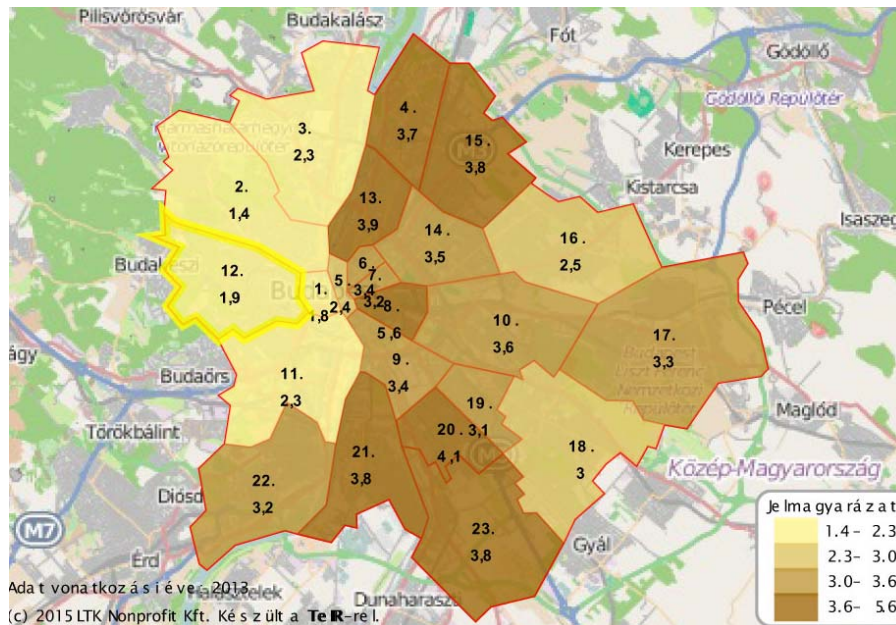 Pilisvörösvár
Budakalász
Fót
Gödöllő
Gödöllői Repülőtér
4.
3,7
15.
3,8
3.
2,3
Kerepes
Kistarcsa
2.
1,4
13.
3,9
14.
3,5
Isaszeg
16.
2,5
12.
1,9
6.
7.
5.
3,4
1.
2,4
3,2
8.
1,8
5,6
10.
3,6
Pécel
17.
3,3
Budaörs
11.
2,3
9.
3,4
Maglód
Törökbálint
19.
3,1
20.
4,1
18.
3
21.
3,8
22.
3,2
Közép-Magyarország
Diósd
M7
Érd
23.
3,8
Gyál
Jelmagyarázat
1.4– 2.3
2.3– 3.0
3.0– 3.6
3.6– 5.6
Adat vonatkozási éve: 2013
Halásztelek
Dunaharaszti
(c) 2015 LTK Nonprofit Kft. Készült a TeIR-rel.